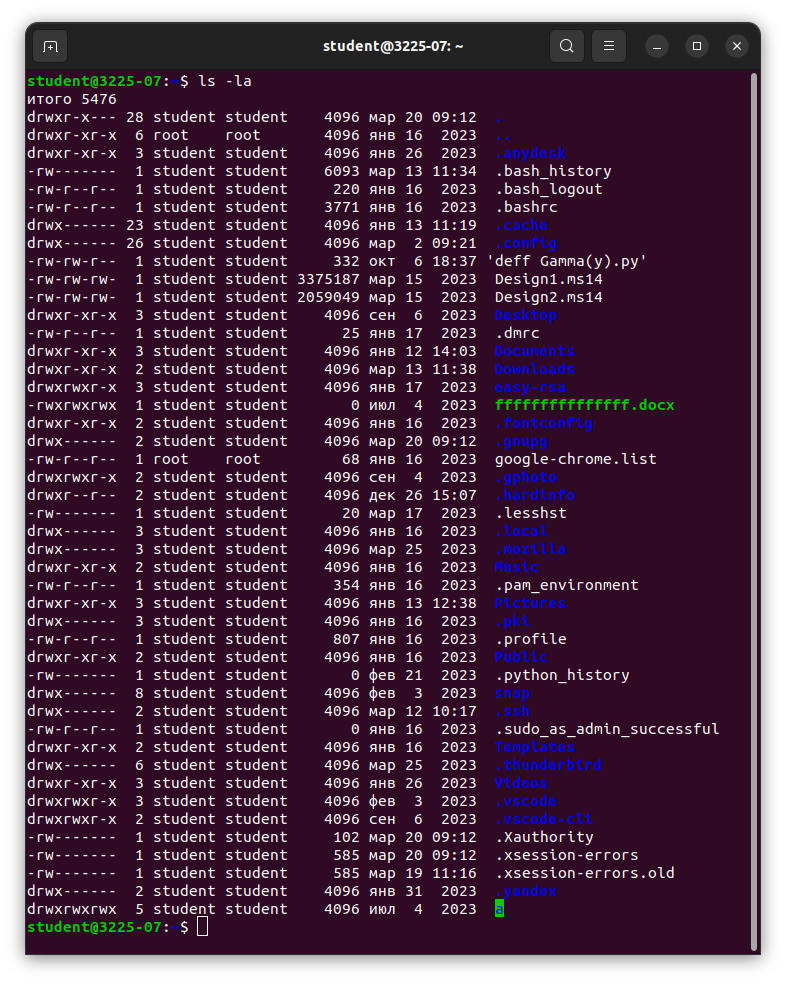 student@3225-07: ~
student@3225-07:~$ ls -la
итого 5476
drwxr-x--- 28 student student    4096 мар 20 09:12  .
drwxr-xr-x  6 root    root       4096 янв 16  2023  ..
drwxr-xr-x  3 student student    4096 янв 26  2023  .anydesk
-rw-------  1 student student    6093 мар 13 11:34  .bash_history
-rw-r--r--  1 student student     220 янв 16  2023  .bash_logout
-rw-r--r--  1 student student    3771 янв 16  2023  .bashrc
drwx------ 23 student student    4096 янв 13 11:19  .cache
drwx------ 26 student student    4096 мар  2 09:21  .config
-rw-rw-r--  1 student student     332 окт  6 18:37 'deff Gamma(y).py'
-rw-rw-rw-  1 student student 3375187 мар 15  2023  Design1.ms14
-rw-rw-rw-  1 student student 2059049 мар 15  2023  Design2.ms14
drwxr-xr-x  3 student student    4096 сен  6  2023  Desktop
-rw-r--r--  1 student student      25 янв 17  2023  .dmrc
drwxr-xr-x  3 student student    4096 янв 12 14:03  Documents
drwxr-xr-x  2 student student    4096 мар 13 11:38  Downloads
drwxrwxr-x  3 student student    4096 янв 17  2023  easy-rsa
-rwxrwxrwx  1 student student       0 июл  4  2023  fffffffffffffff.docx
drwxr-xr-x  2 student student    4096 янв 16  2023  .fontconfig
drwx------  2 student student    4096 мар 20 09:12  .gnupg
-rw-r--r--  1 root    root         68 янв 16  2023  google-chrome.list
drwxrwxr-x  2 student student    4096 сен  4  2023  .gphoto
drwxr--r--  2 student student    4096 дек 26 15:07  .hardinfo
-rw-------  1 student student      20 мар 17  2023  .lesshst
drwx------  3 student student    4096 янв 16  2023  .local
drwx------  3 student student    4096 мар 25  2023  .mozilla
drwxr-xr-x  2 student student    4096 янв 16  2023  Music
-rw-r--r--  1 student student     354 янв 16  2023  .pam_environment
drwxr-xr-x  3 student student    4096 янв 13 12:38  Pictures
drwx------  3 student student    4096 янв 16  2023  .pki
-rw-r--r--  1 student student     807 янв 16  2023  .profile
drwxr-xr-x  2 student student    4096 янв 16  2023  Public
-rw-------  1 student student       0 фев 21  2023  .python_history
drwx------  8 student student    4096 фев  3  2023  snap
drwx------  2 student student    4096 мар 12 10:17  .ssh
-rw-r--r--  1 student student       0 янв 16  2023  .sudo_as_admin_successful
drwxr-xr-x  2 student student    4096 янв 16  2023  Templates
drwx------  6 student student    4096 мар 25  2023  .thunderbird
drwxr-xr-x  3 student student    4096 янв 26  2023  Videos
drwxrwxr-x  3 student student    4096 фев  3  2023  .vscode
drwxrwxr-x  2 student student    4096 сен  6  2023  .vscode-cli
-rw-------  1 student student     102 мар 20 09:12  .Xauthority
-rw-------  1 student student     585 мар 20 09:12  .xsession-errors
-rw-------  1 student student     585 мар 19 11:16  .xsession-errors.old
drwx------  2 student student    4096 янв 31  2023  .yandex
drwxrwxrwx  5 student student    4096 июл  4  2023  а
student@3225-07:~$